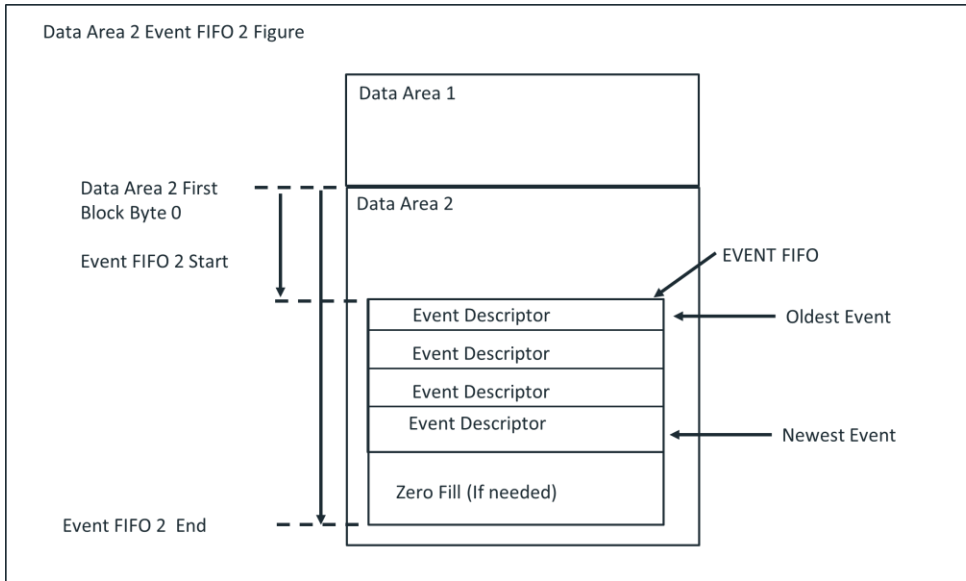 Data Area 2 Event FIFO 2 Figure
Data Area 1
Data Area 2 First
Block Byte 0
Data Area 2
Event FIFO 2 Start
EVENT FIFO
Event Descriptor
Oldest Event
Event Descriptor
Event Descriptor
Event Descriptor
Newest Event
Zero Fill (If needed)
Event FIFO 2 End